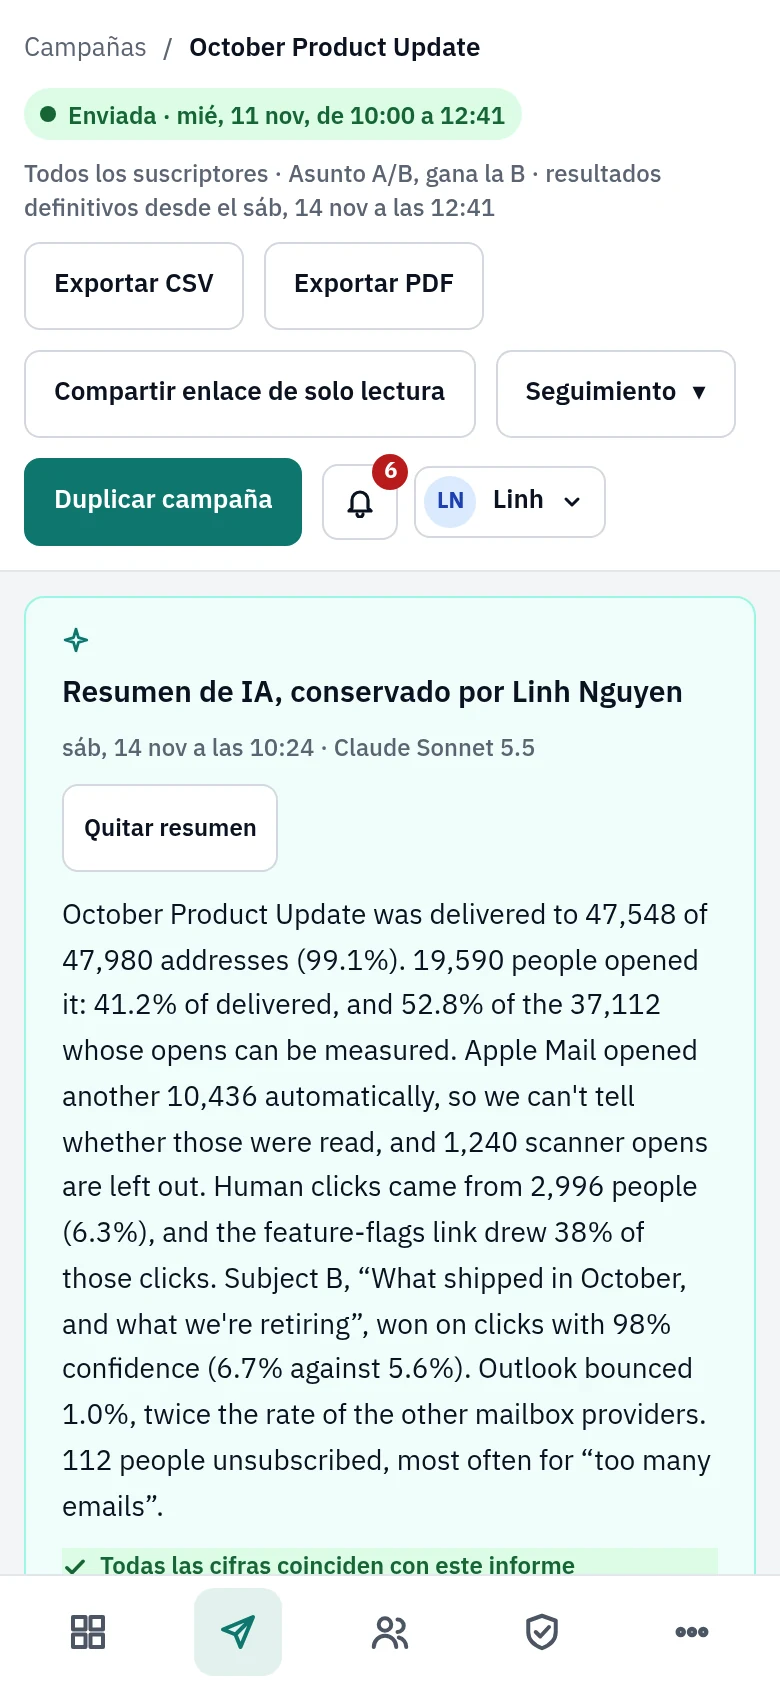 Campañas / October Product Update
Enviada · mié, 11 nov, de 10:00 a 12:41
Todos los suscriptores · Asunto A/B, gana la B · resultados
definitivos desde el sáb, 14 nov a las 12:41
Exportar CSV Exportar PDF
Compartir enlace de solo lectura Seguimiento ▼
Duplicar campaña 6 LN Linh
Resumen de IA, conservado por Linh Nguyen
sáb, 14 nov a las 10:24 · Claude Sonnet 5.5
Quitar resumen
October Product Update was delivered to 47,548 of
47,980 addresses (99.1%). 19,590 people opened
it: 41.2% of delivered, and 52.8% of the 37,112
whose opens can be measured. Apple Mail opened
another 10,436 automatically, so we can't tell
whether those were read, and 1,240 scanner opens
are left out. Human clicks came from 2,996 people
(6.3%), and the feature-flags link drew 38% of
those clicks. Subject B, “What shipped in October,
and what we're retiring”, won on clicks with 98%
confidence (6.7% against 5.6%). Outlook bounced
1.0%, twice the rate of the other mailbox providers.
112 people unsubscribed, most often for “too many
emails”.
Todas las cifras coinciden con este informe